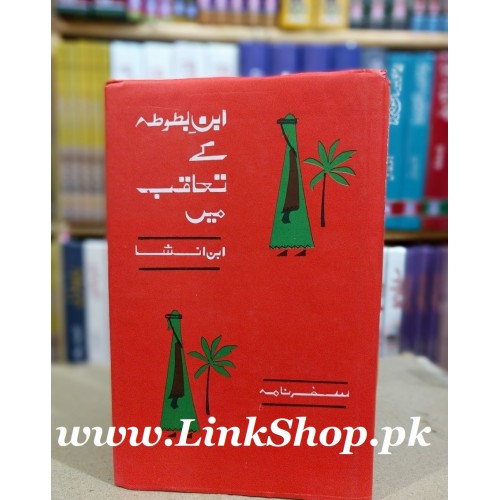 ابنِ بطوطہ
کے
تعاقب
میں
ابن انشا
سفرنامہ
www.LinkShop.pk